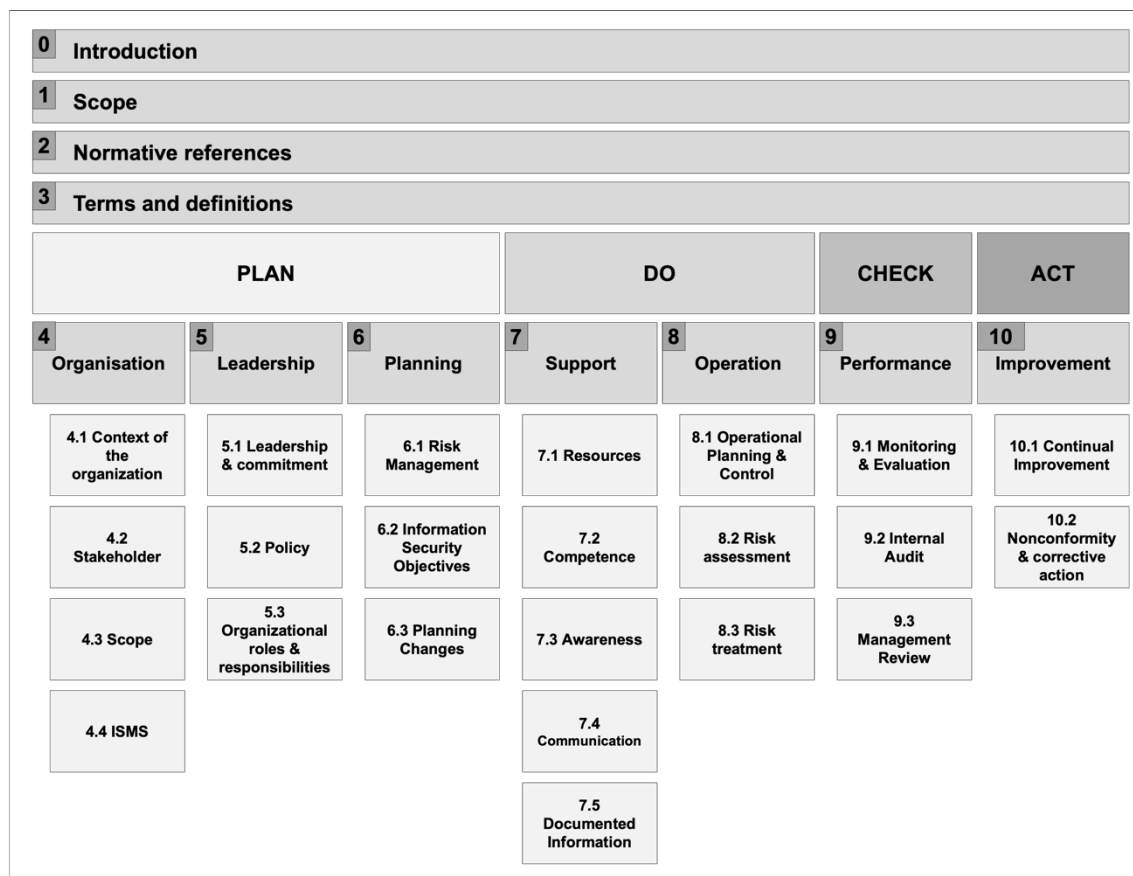 0
Introduction
1
Scope
2
Normative references
3
Terms and definitions
PLAN
DO
CHECK
ACT
4
Organisation
5
Leadership
6
Planning
7
Support
8
Operation
9
Performance
10
Improvement
4.1 Context of
the
organization
5.1 Leadership
& commitment
6.1 Risk
Management
7.1 Resources
8.1 Operational
Planning &
Control
9.1 Monitoring
& Evaluation
10.1 Continual
Improvement
4.2
Stakeholder
5.2 Policy
6.2 Information
Security
Objectives
7.2
Competence
8.2 Risk
assessment
9.2 Internal
Audit
10.2
Nonconformity
& corrective
action
4.3 Scope
5.3
Organizational
roles &
responsibilities
6.3 Planning
Changes
7.3 Awareness
8.3 Risk
treatment
9.3
Management
Review
4.4 ISMS
7.4
Communication
7.5
Documented
Information